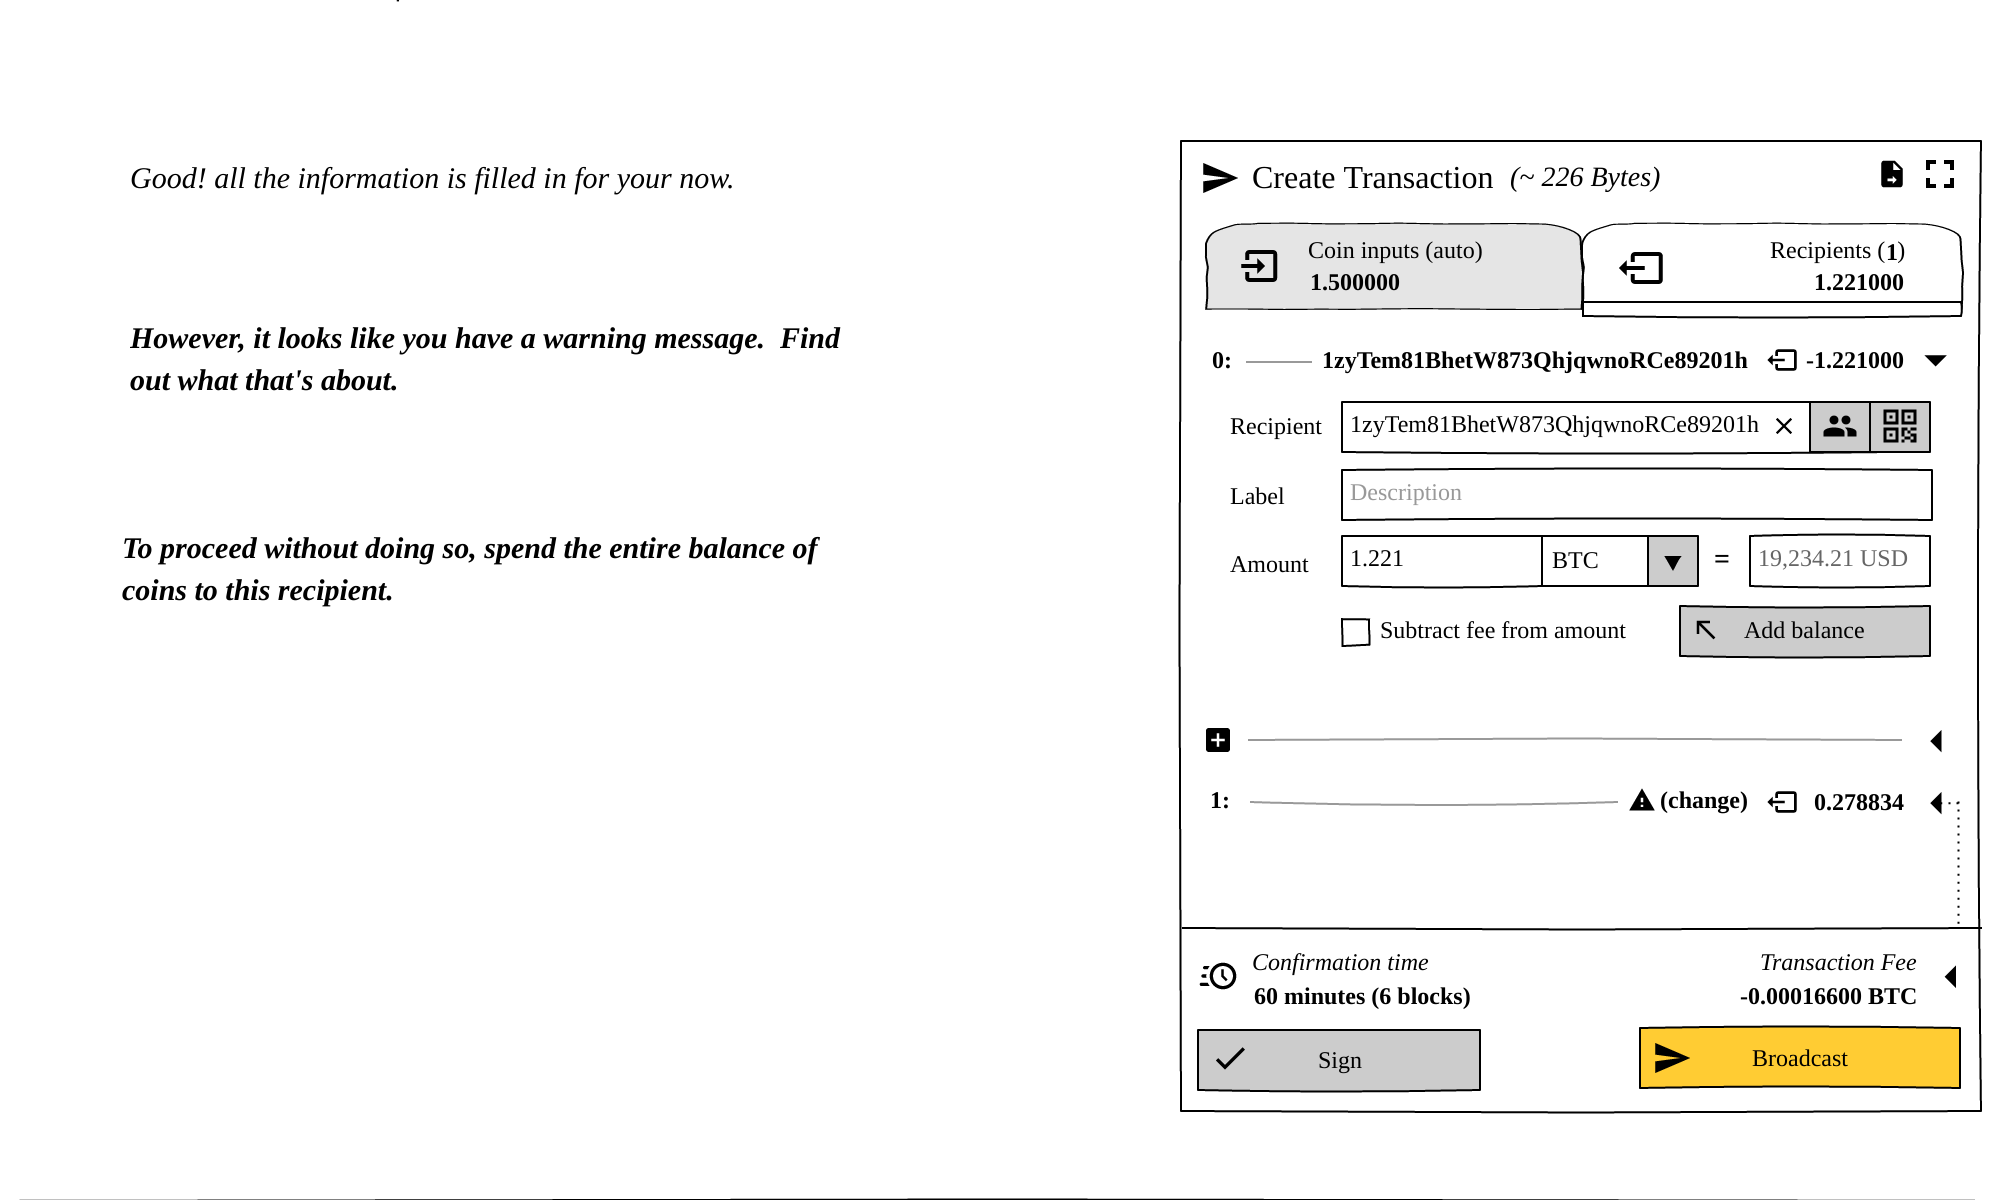 Good! all the information is filled in for your now.
However, it looks like you have a warning message.  Find
out what that's about.
To proceed without doing so, spend the entire balance of
coins to this recipient.
Create Transaction (~ 226 Bytes)
Coin inputs (auto)
1.500000
Recipients (1)
1.221000
0: 1zyTem81BhetW873QhjqwnoRCe89201h -1.221000
Recipient 1zyTem81BhetW873QhjqwnoRCe89201h
Label Description
Amount 1.221 BTC = 19,234.21 USD
Subtract fee from amount Add balance
1: (change) 0.278834
Confirmation time
60 minutes (6 blocks)
Transaction Fee
-0.00016600 BTC
Sign
Broadcast